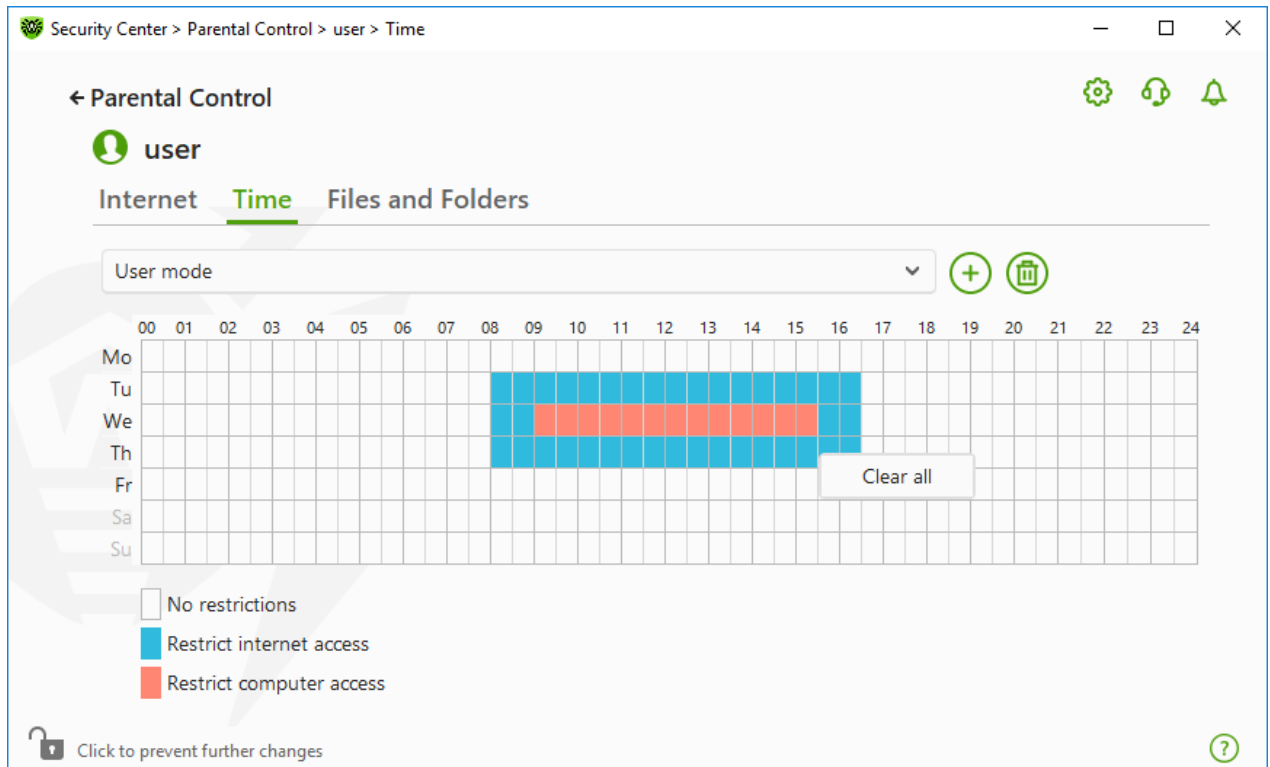 Security Center > Parental Control > user > Time
Parental Control
user
Internet Time Files and Folders
User mode
00 01 02 03 04 05 06 07 08 09 10 11 12 13 14 15 16 17 18 19 20 21 22 23 24
Mo
Tu
We
Th
Clear all
Fr
Sa
Su
No restrictions
Restrict internet access
Restrict computer access
Click to prevent further changes
?